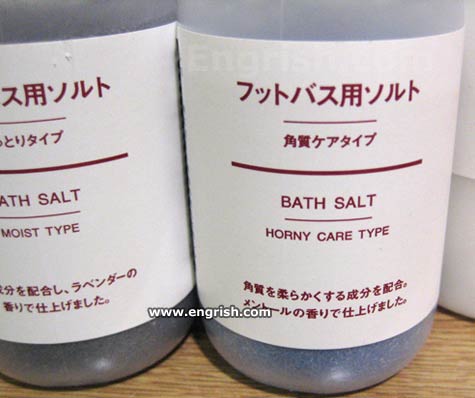 Engrish.com
ス用ソルト
とりタイプ
ATH SALT
MOIST TYPE
成分を配合し、ラベンダーの
香りで仕上げました。
フットバス用ソルト
角質ケアタイプ
BATH SALT
HORNY CARE TYPE
角質を柔らかくする成分を配合。
メントールの香りで仕上げました。
www.engrish.com